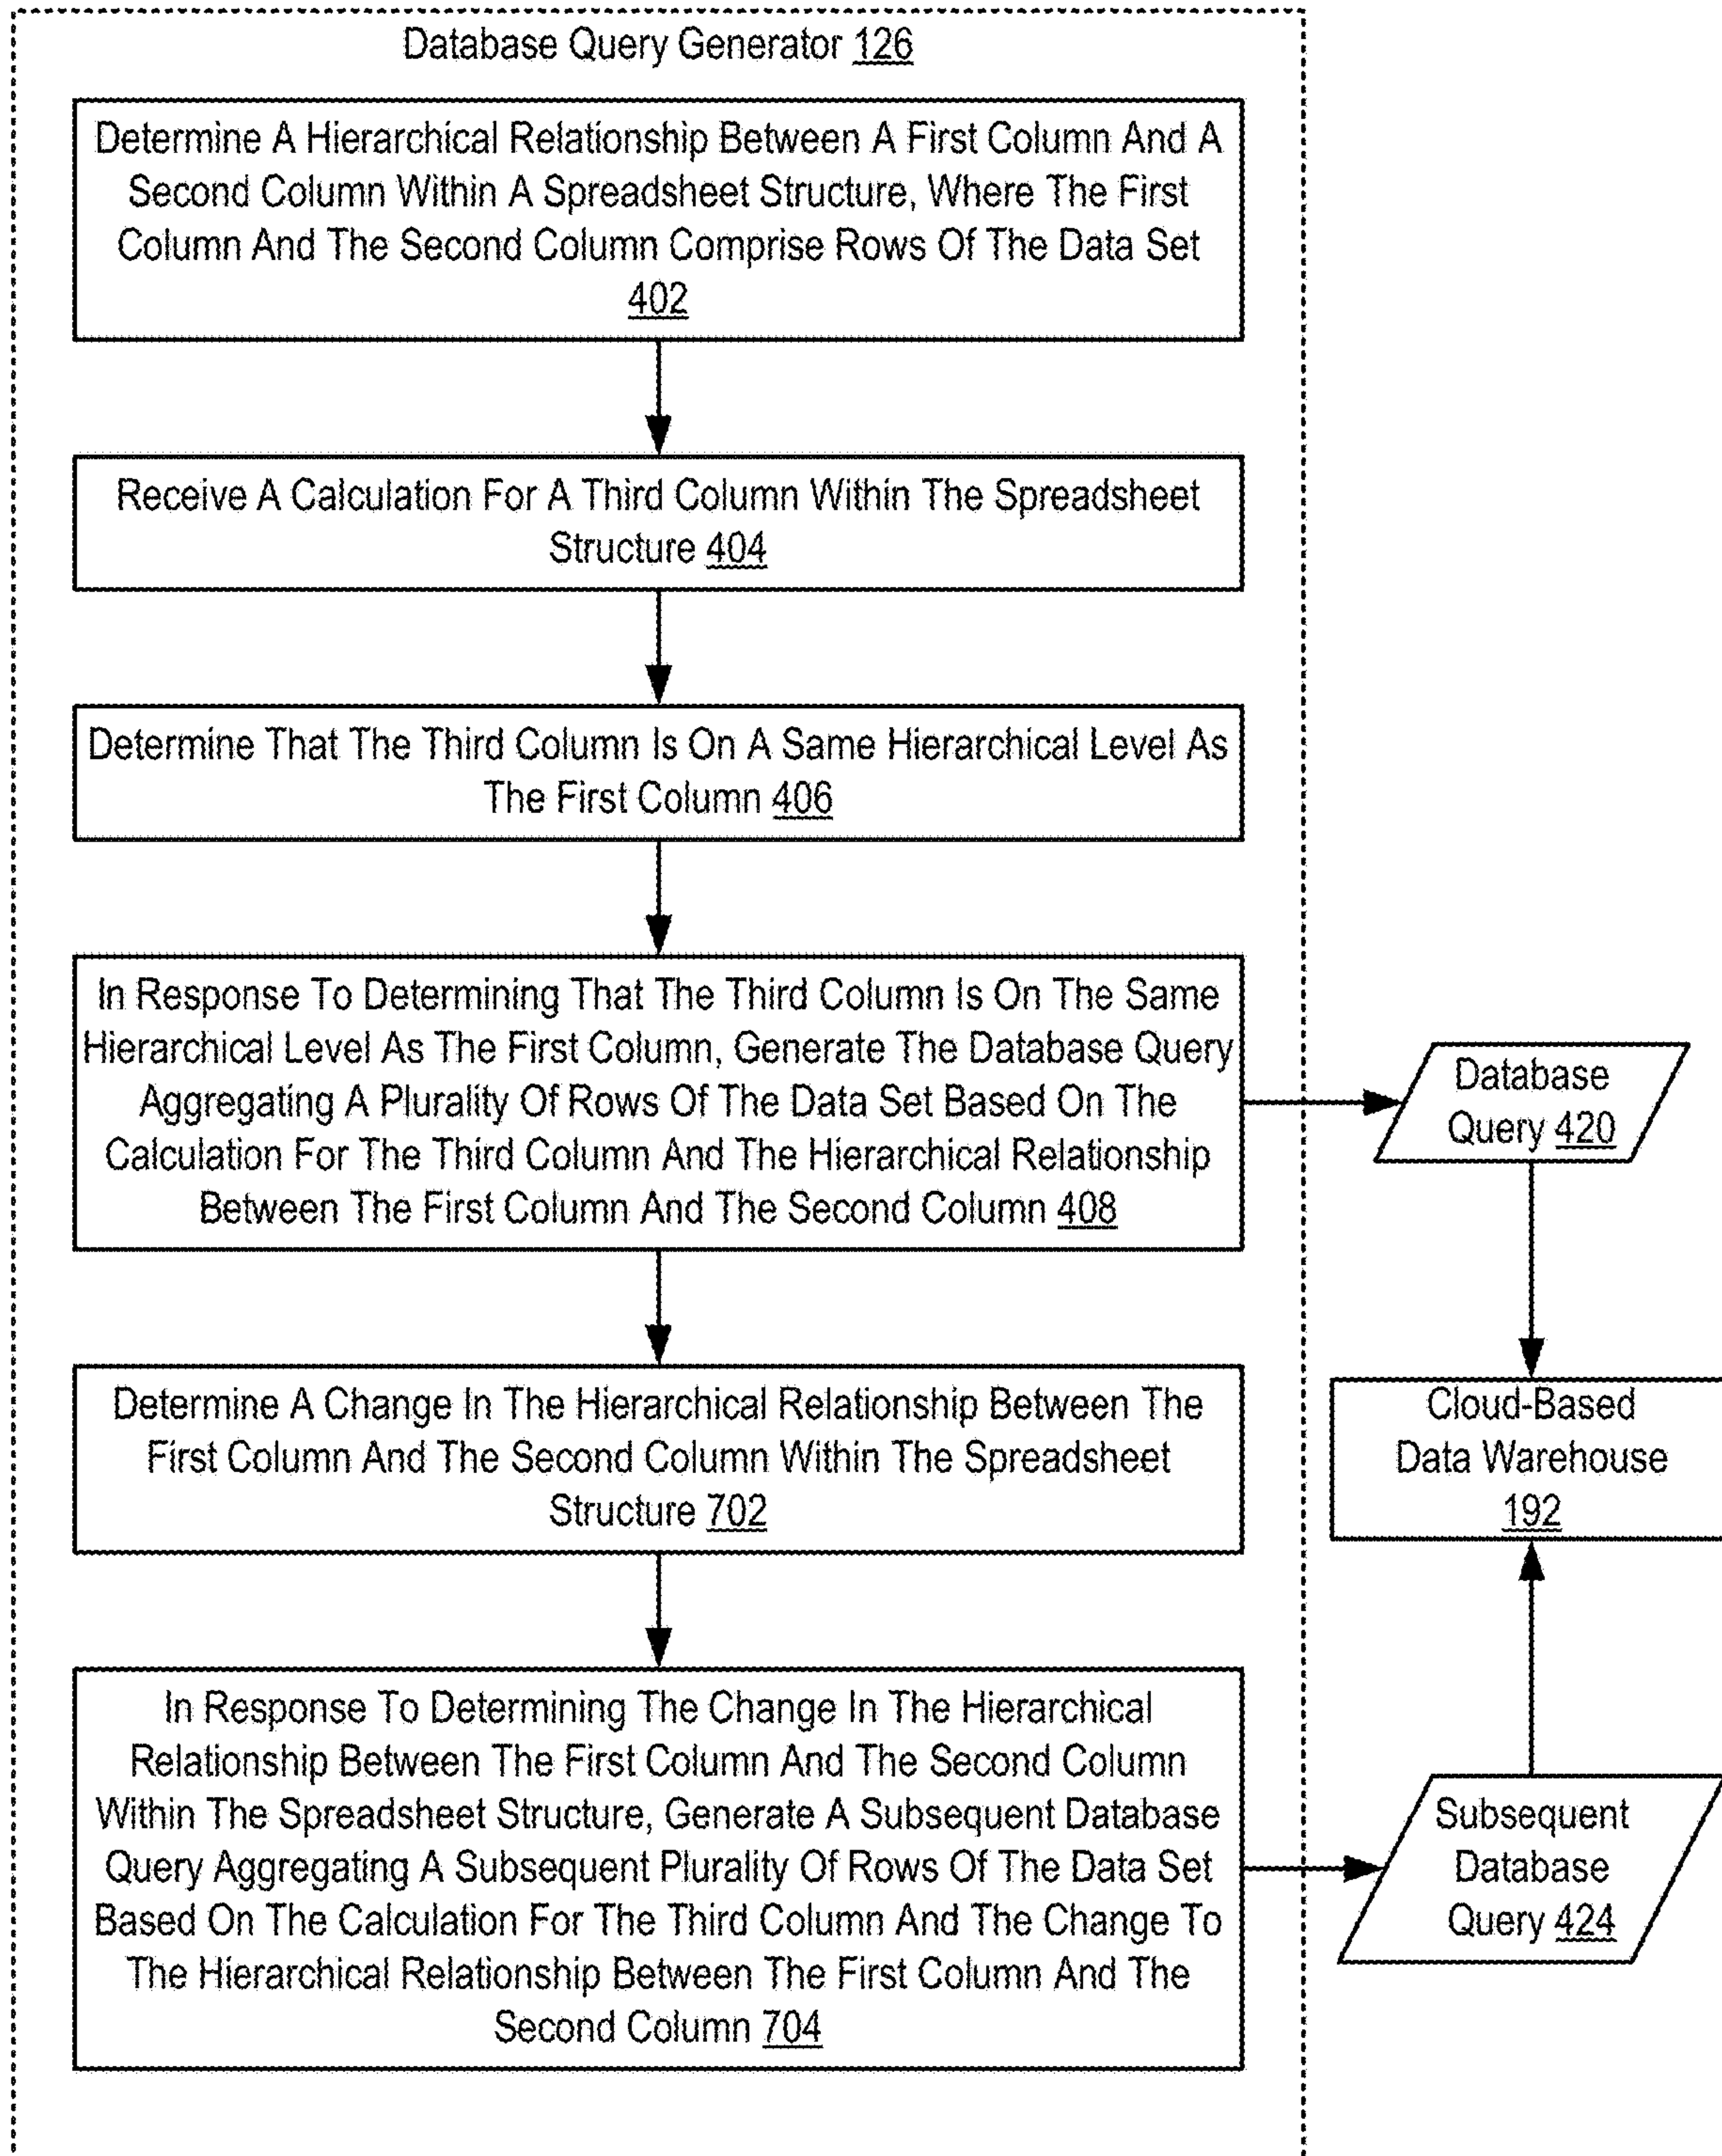 Database Query Generator 126
Determine A Hierarchical Relationship Between A First Column And A
Second Column Within A Spreadsheet Structure, Where The First
Column And The Second Column Comprise Rows Of The Data Set
402
Receive A Calculation For A Third Column Within The Spreadsheet
Structure 404
Determine That The Third Column Is On A Same Hierarchical Level As
The First Column 406
In Response To Determining That The Third Column Is On The Same
Hierarchical Level As The First Column, Generate The Database Query
Aggregating A Plurality Of Rows Of The Data Set Based On The
Calculation For The Third Column And The Hierarchical Relationship
Between The First Column And The Second Column 408
Database
Query 420
Determine A Change In The Hierarchical Relationship Between The
First Column And The Second Column Within The Spreadsheet
Structure 702
Cloud-Based
Data Warehouse
192
In Response To Determining The Change In The Hierarchical
Relationship Between The First Column And The Second Column
Within The Spreadsheet Structure, Generate A Subsequent Database
Query Aggregating A Subsequent Plurality Of Rows Of The Data Set
Based On The Calculation For The Third Column And The Change To
The Hierarchical Relationship Between The First Column And The
Second Column 704
Subsequent
Database
Query 424